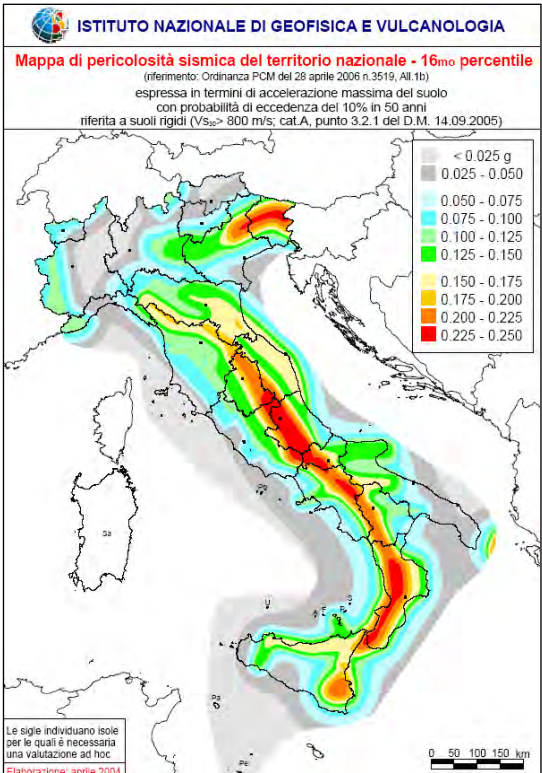 ISTITUTO NAZIONALE DI GEOFISICA E VULCANOLOGIA
Mappa di pericolosità sismica del territorio nazionale - 16mo percentile
(riferimento: Ordinanza PCM del 28 aprile 2006 n.3519, All.1b)
espressa in termini di accelerazione massima del suolo
con probabilità di eccedenza del 10% in 50 anni
riferita a suoli rigidi (Vs30> 800 m/s; cat.A, punto 3.2.1 del D.M. 14.09.2005)
< 0.025 g
0.025 - 0.050
0.050 - 0.075
0.075 - 0.100
0.100 - 0.125
0.125 - 0.150
0.150 - 0.175
0.175 - 0.200
0.200 - 0.225
0.225 - 0.250
Sa
U
S
Pa
Pe
Le sigle individuano isole
per le quali è necessaria
una valutazione ad hoc
Elaborazione: aprile 2004
0 50 100 150 km